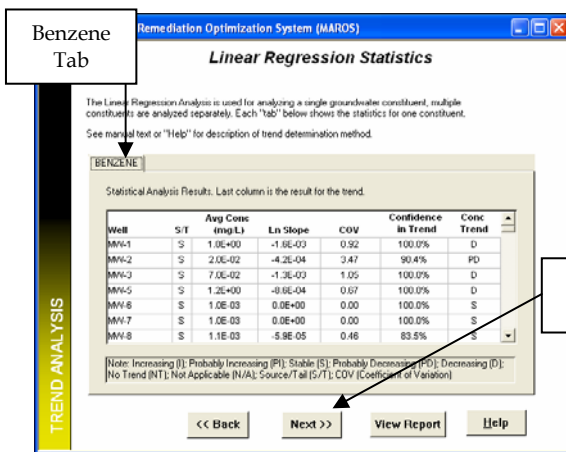 Benzene
Tab
Remediation Optimization System (MAROS)
Linear Regression Statistics
The Linear Regression Analysis is used for analyzing a single groundwater constituent, multiple
constituents are analyzed separately. Each "tab" below shows the statistics for one constituent.
See manual text or "Help" for description of trend determination method.
BENZENE
Statistical Analysis Results. Last column is the result for the trend.
Well S/T Avg Conc (mg/L) Ln Slope COV Confidence in Trend Conc Trend
MW-1 S 1.0E+00 -1.6E-03 0.92 100.0% D
MW-2 S 2.0E-02 -4.2E-04 3.47 90.4% PD
MW-3 S 7.0E-02 -1.3E-03 1.05 100.0% D
MW-5 S 1.2E+00 -8.6E-04 0.67 100.0% D
MW-6 S 1.0E-03 0.0E+00 0.00 100.0% S
MW-7 S 1.0E-03 0.0E+00 0.00 100.0% S
MW-8 S 1.1E-03 -5.9E-05 0.46 83.5% S
Note: Increasing (I); Probably Increasing (PI); Stable (S); Probably Decreasing (PD); Decreasing (D);
No Trend (NT); Not Applicable (N/A); Source/Tail (S/T); COV (Coefficient of Variation)
TREND ANALYSIS
<< Back Next >> View Report Help